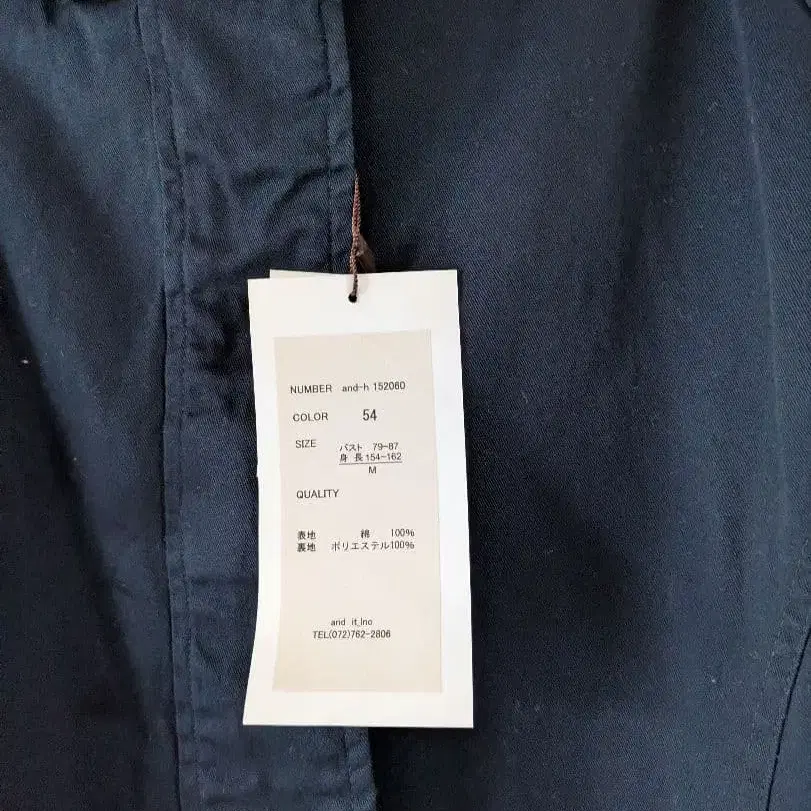 NUMBER and-h 152060
COLOR 54
SIZE バスト 79-87
身長 154-162
M
QUALITY
表地 綿 100%
裏地 ポリエステル100%
and it_Inc
TEL(072)762-2806